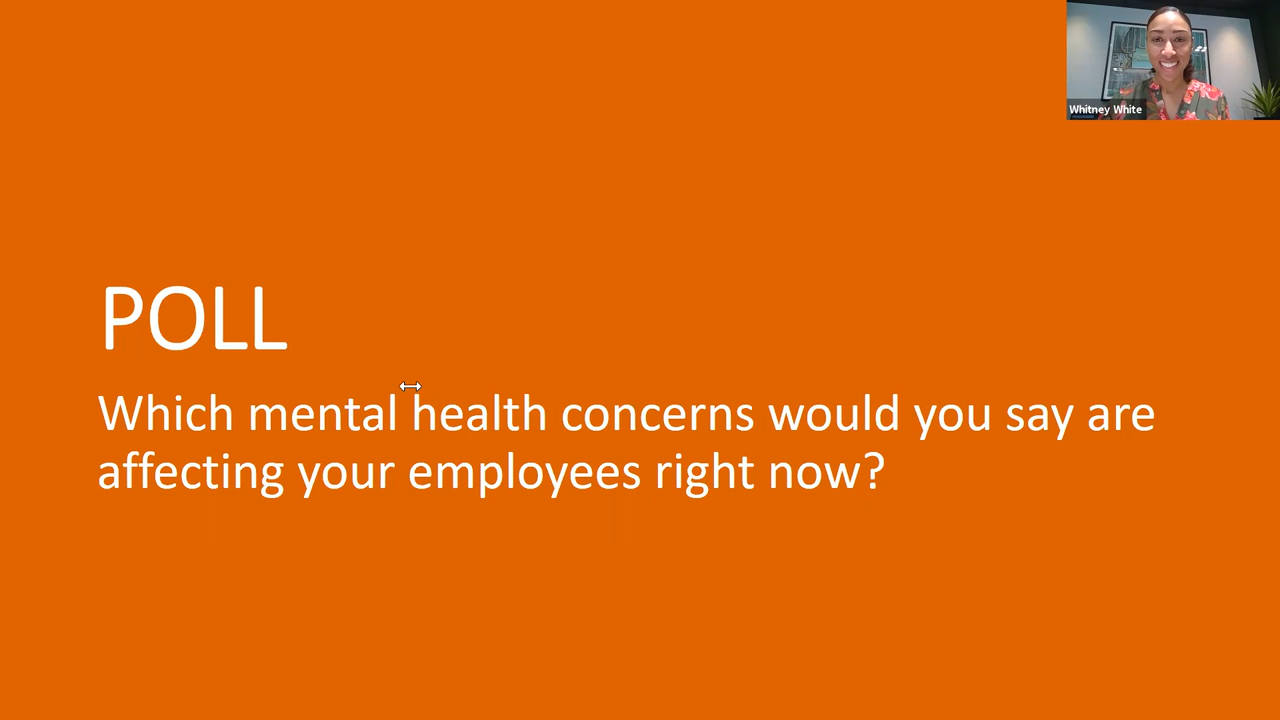 Whitney White
POLL
Which mental health concerns would you say are
affecting your employees right now?